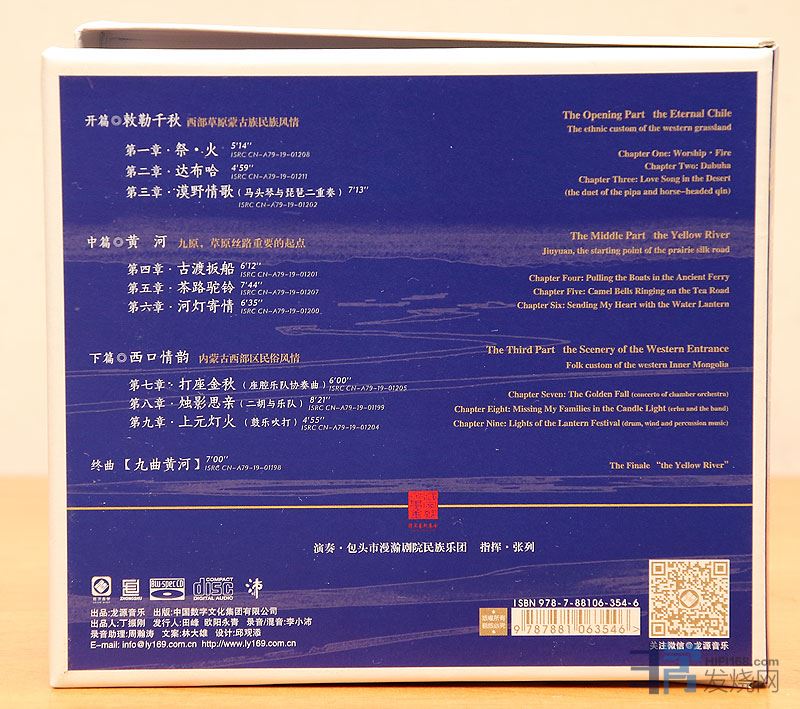 开篇◎敕勒千秋 西部草原蒙古族民族风情
第一章·祭·火 5'14"
ISRC CN-A79-19-01208
第二章·达布哈 4'59"
ISRC CN-A79-19-01211
第三章·漠野情歌(马头琴与琵琶二重奏) 7'13"
ISRC CN-A79-19-01202
The Opening Part the Eternal Chile
The ethnic custom of the western grassland
Chapter One: Worship·Fire
Chapter Two: Dabuha
Chapter Three: Love Song in the Desert
(the duet of the pipa and horse-headed qin)
中篇◎黄 河 九原,草原丝路重要的起点
第四章·古渡扳船 6'12"
ISRC CN-A79-19-01201
第五章·茶路驼铃 7'44"
ISRC CN-A79-19-01207
第六章·河灯寄情 6'35"
ISRC CN-A79-19-01200
The Middle Part the Yellow River
Jiuyuan, the starting point of the prairie silk road
Chapter Four: Pulling the Boats in the Ancient Ferry
Chapter Five: Camel Bells Ringing on the Tea Road
Chapter Six: Sending My Heart with the Water Lantern
下篇◎西口情韵 内蒙古西部区民俗风情
第七章·打座金秋(座腔乐队协奏曲) 6'00"
ISRC CN-A79-19-01205
第八章·烛影思亲(二胡与乐队) 8'21"
ISRC CN-A79-19-01199
第九章·上元灯火(鼓乐吹打) 4'55"
ISRC CN-A79-19-01204
The Third Part the Scenery of the Western Entrance
Folk custom of the western Inner Mongolia
Chapter Seven: The Golden Fall (concerto of chamber orchestra)
Chapter Eight: Missing My Families in the Candle Light (erhu and the band)
Chapter Nine: Lights of the Lantern Festival (drum, wind and percussion music)
终曲【九曲黄河】 7'00"
ISRC CN-A79-19-01198
The Finale "the Yellow River"
演奏·包头市漫瀚剧院民族乐团 指挥·张列
BLW-SPEC CD
COMPACT
disc
DIGITAL AUDIO
出品:龙源音乐 出版:中国数字文化集团有限公司
出品人:丁振刚 发行人:田峰 欧阳永青 录音/混音:李小沛
录音助理:周瀚涛 文案:林大雄 设计:邱观添
E-mail: info@ly169.com.cn http://www.ly169.com.cn
ISBN 978-7-88106-354-6
9 787881 063546 >
关注微信◎龙源音乐
HIFI168.com
发烧网